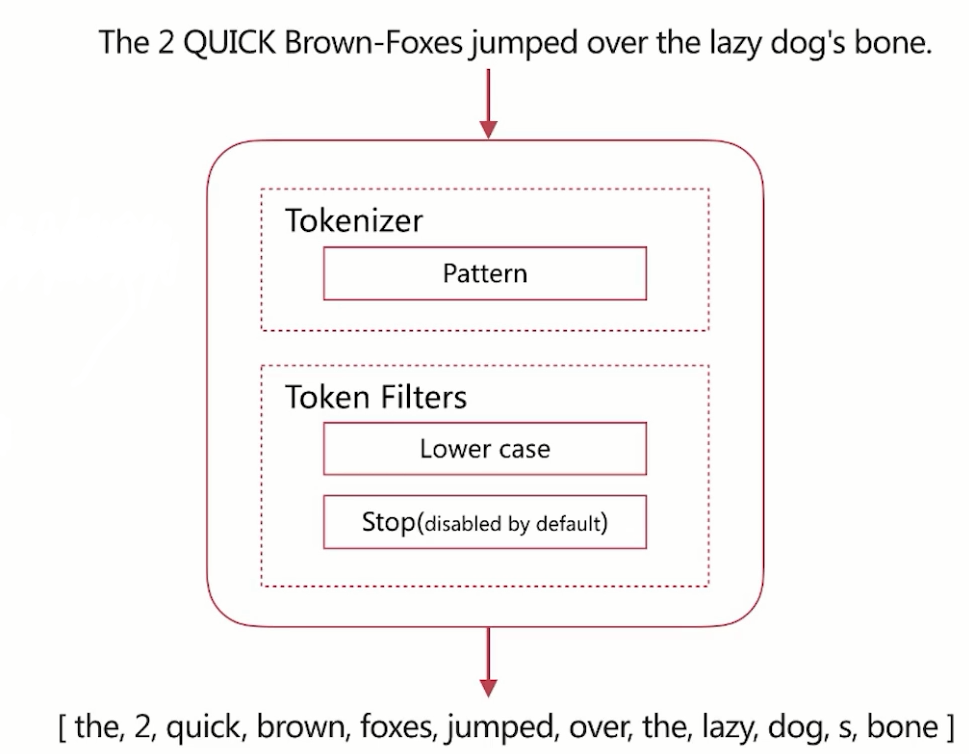 The 2 QUICK Brown-Foxes jumped over the lazy dog's bone.
Tokenizer
Pattern
Token Filters
Lower case
Stop(disabled by default)
[ the, 2, quick, brown, foxes, jumped, over, the, lazy, dog, s, bone ]